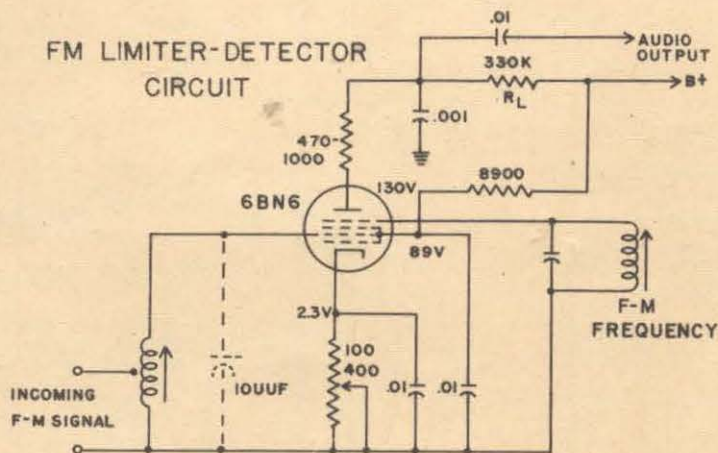 FM LIMITER-DETECTOR
CIRCUIT
.01
AUDIO
OUTPUT
330K
RL
B+
.001
470-
1000
8900
130V
6BN6
89V
2.3V
F-M
FREQUENCY
100
400
.01
.01
10UUF
INCOMING
F-M SIGNAL